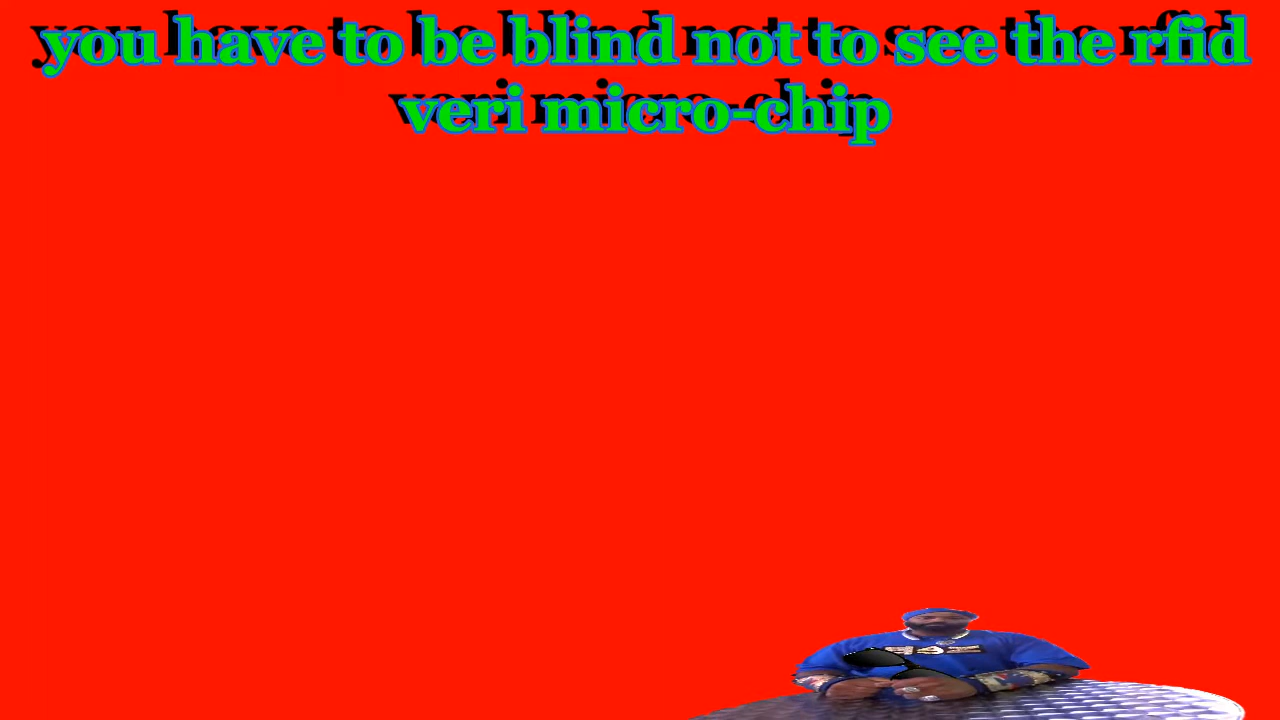 you have to be blind not to see the rfid
veri micro-chip